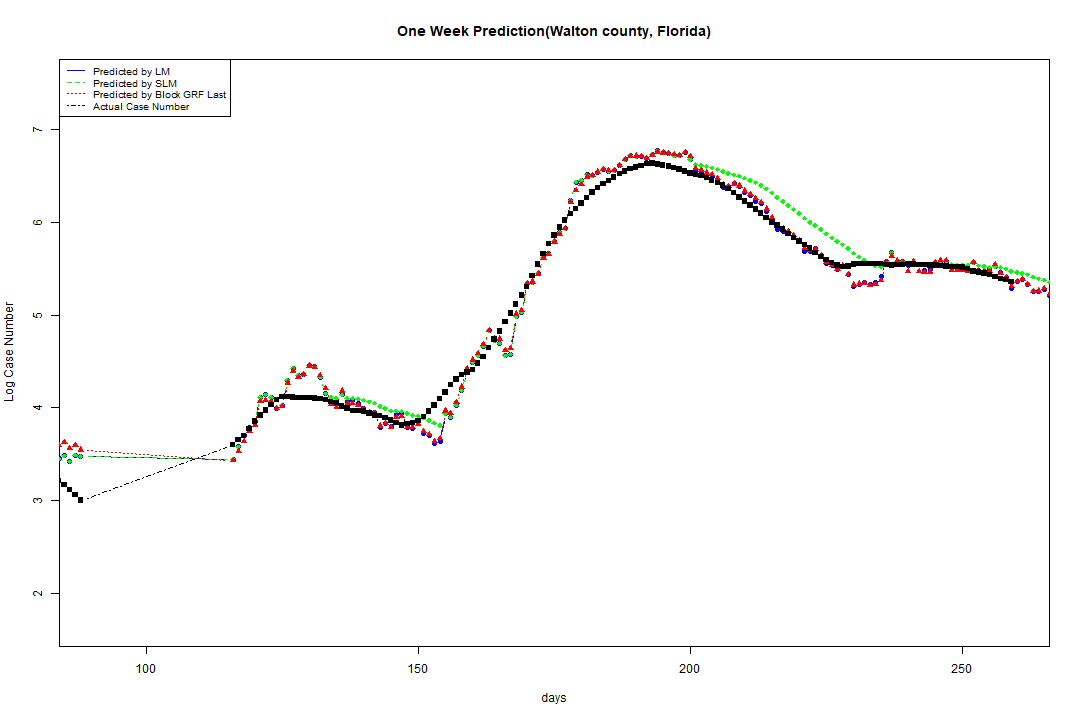 One Week Prediction(Walton county, Florida)
Predicted by LM
Predicted by SLM
Predicted by Block GRF Last
Actual Case Number
7
6
5
4
3
2
Log Case Number
100 150 200 250
days